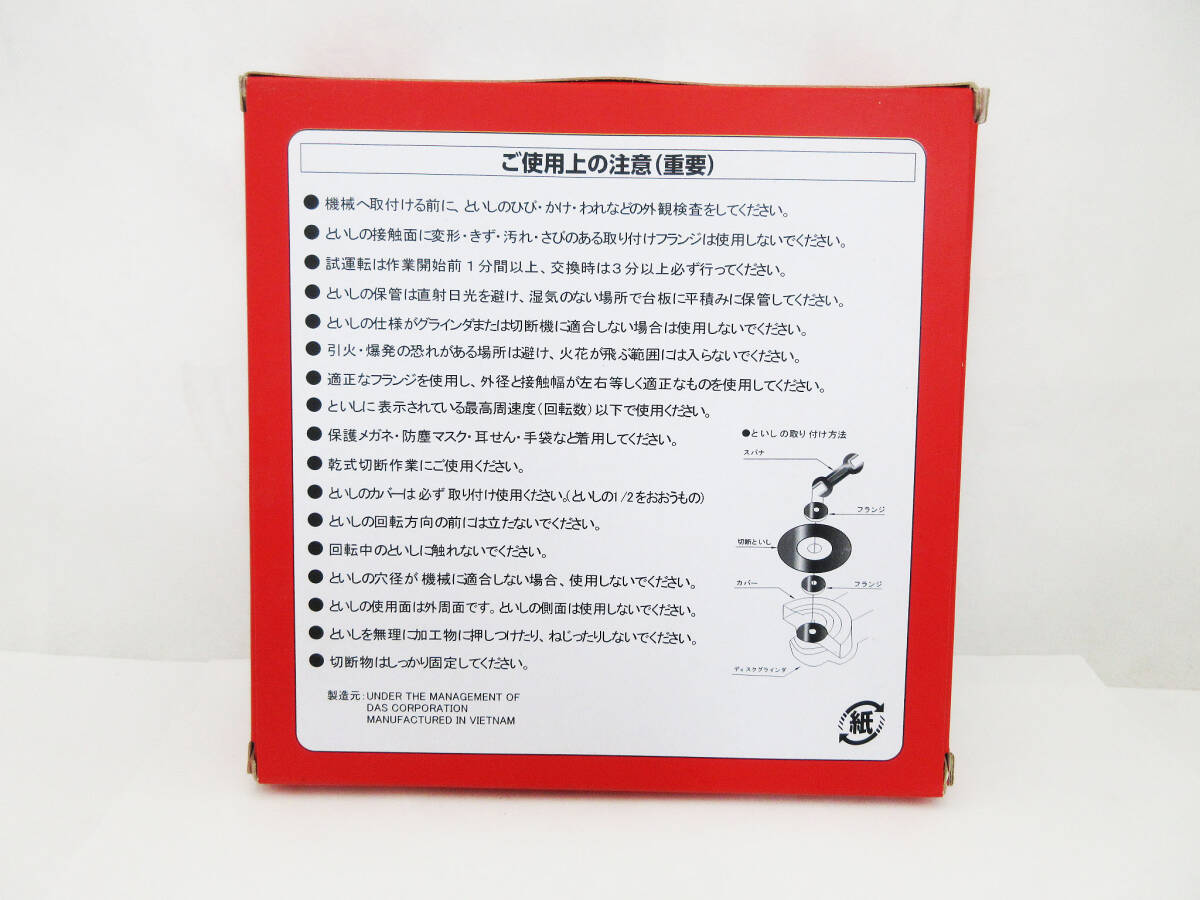 ご使用上の注意(重要)
●機械へ取付ける前に、といしのひび・かけ・われなどの外観検査をしてください。
●といしの接触面に変形・きず・汚れ・さびのある取り付けフランジは使用しないでください。
●試運転は作業開始前１分間以上、交換時は３分以上必ず行ってください。
●といしの保管は直射日光を避け、湿気のない場所で台板に平積みに保管してください。
●といしの仕様がグラインダまたは切断機に適合しない場合は使用しないでください。
●引火・爆発の恐れがある場所は避け、火花が飛ぶ範囲には入らないでください。
●適正なフランジを使用し、外径と接触幅が左右等しく適正なものを使用してください。
●といしに表示されている最高周速度(回転数)以下で使用ください。
●保護メガネ・防塵マスク・耳せん・手袋など着用してください。
●乾式切断作業にご使用ください。
●といしのカバーは必ず取り付け使用ください。(といしの1/2をおおうもの)
●といしの回転方向の前には立たないでください。
●回転中のといしに触れないでください。
●といしの穴径が機械に適合しない場合、使用しないでください。
●といしの使用面は外周面です。といしの側面は使用しないでください。
●といしを無理に加工物に押しつけたり、ねじったりしないでください。
●切断物はしっかり固定してください。
製造元:UNDER THE MANAGEMENT OF
DAS CORPORATION
MANUFACTURED IN VIETNAM
●といしの取り付け方法
スパナ
フランジ
切断といし
カバー
フランジ
ディスクグラインダ
紙